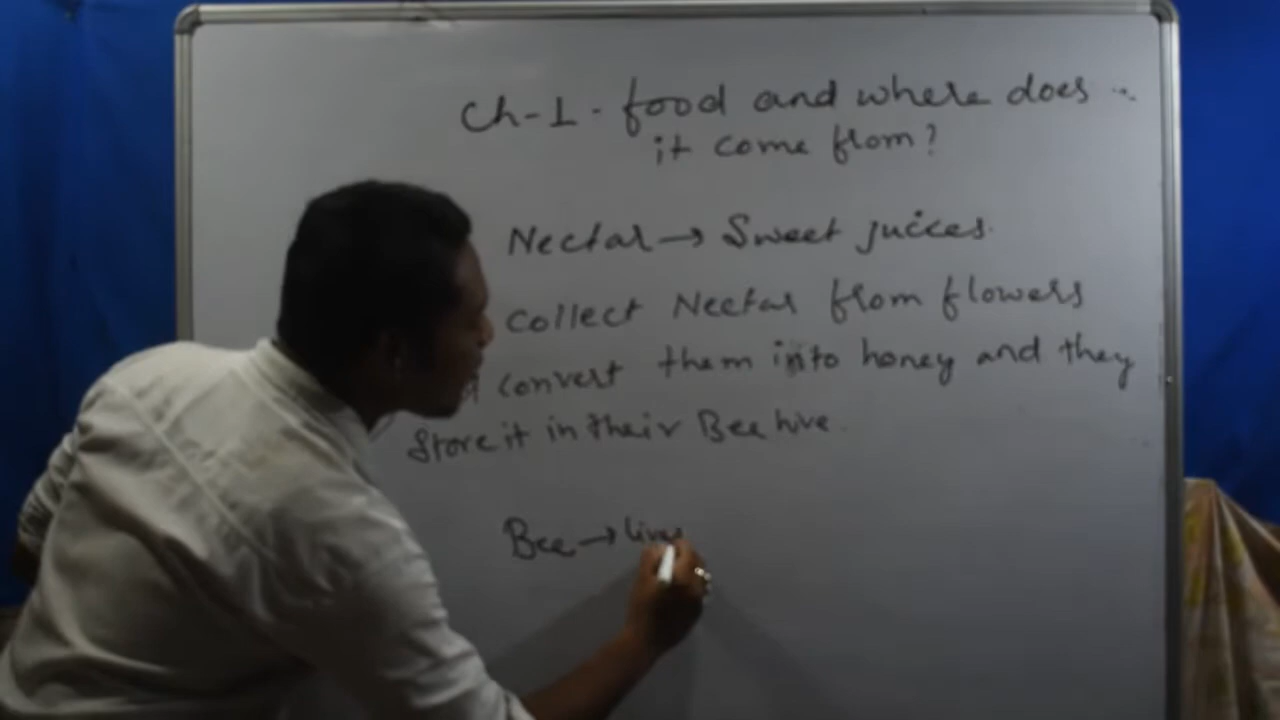 Ch-1. food and where does ...
it come from?
Nectar → Sweet juices.
collect Nectar from flowers
convert them into honey and they
Store it in their Bee hive.
Bee → lives